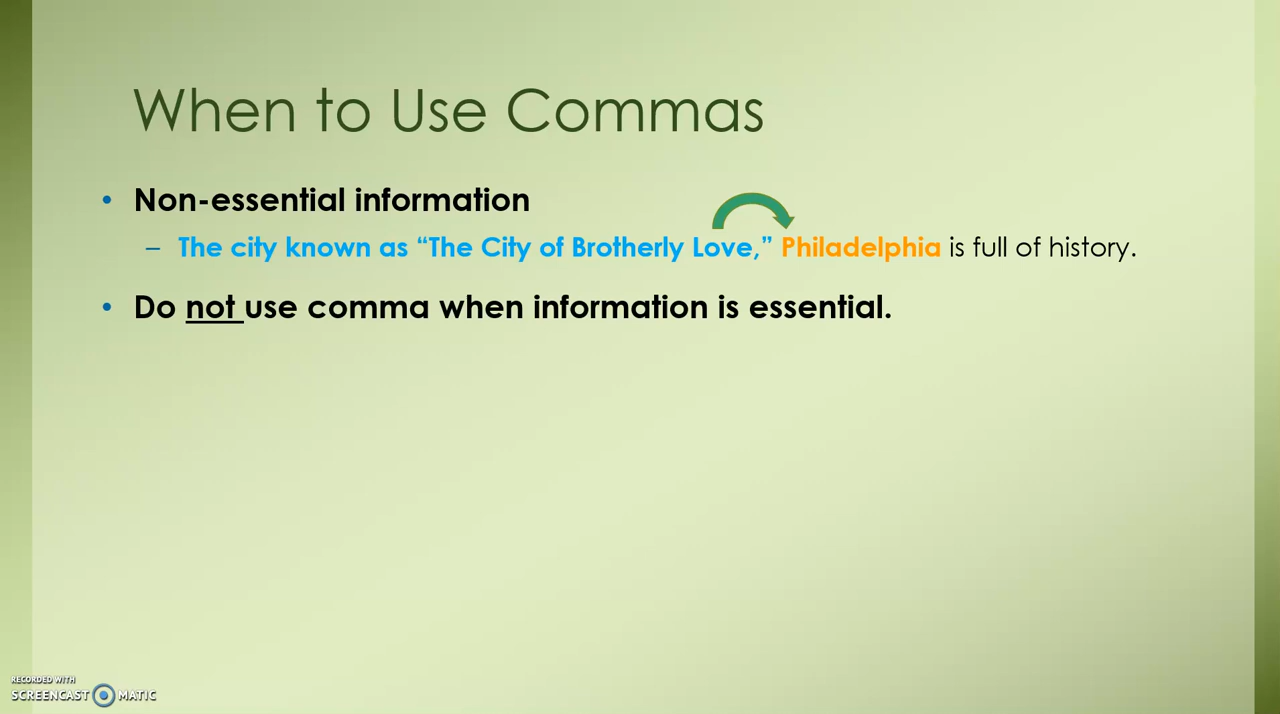 When to Use Commas
• Non-essential information
– The city known as “The City of Brotherly Love,” Philadelphia is full of history.
• Do not use comma when information is essential.
RECORDED WITH
SCREENCAST MATIC